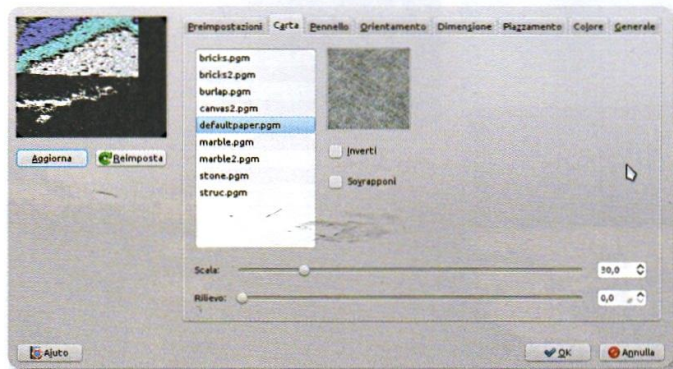 Preimpostazioni Carta Pennello Orientamento Dimensione Piazzamento Colore Generale
bricks.pgm
bricks2.pgm
burlap.pgm
canvas2.pgm
defaultpaper.pgm
marble.pgm
marble2.pgm
stone.pgm
struc.pgm
Inverti
Sovrapponi
Aggiorna Reimposta
Scala: 30,0
Rilievo: 0,0
Aiuto OK Annulla